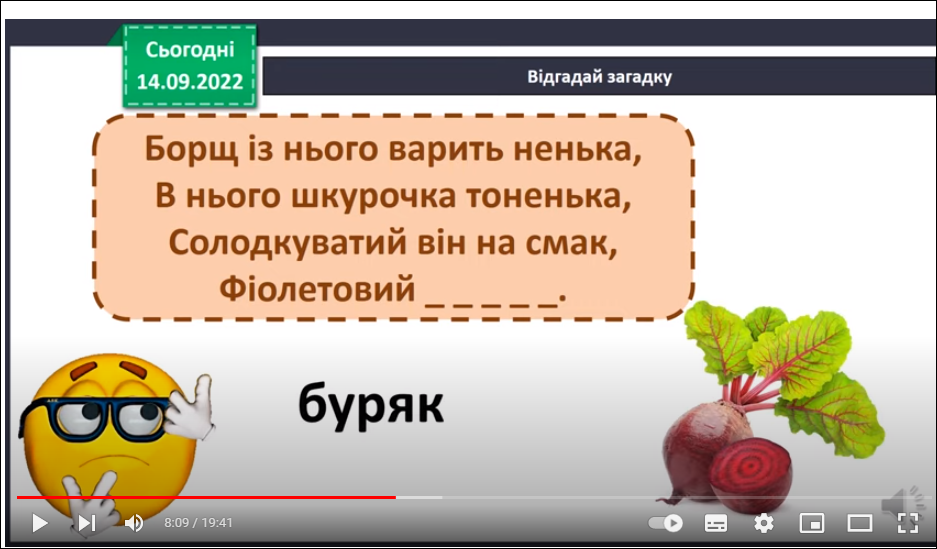 Сьогодні
14.09.2022
Відгадай загадку
Борщ із нього варить ненька,
В нього шкурочка тоненька,
Солодкуватий він на смак,
Фіолетовий _ _ _ _ _.
буряк
8:09 / 19:41